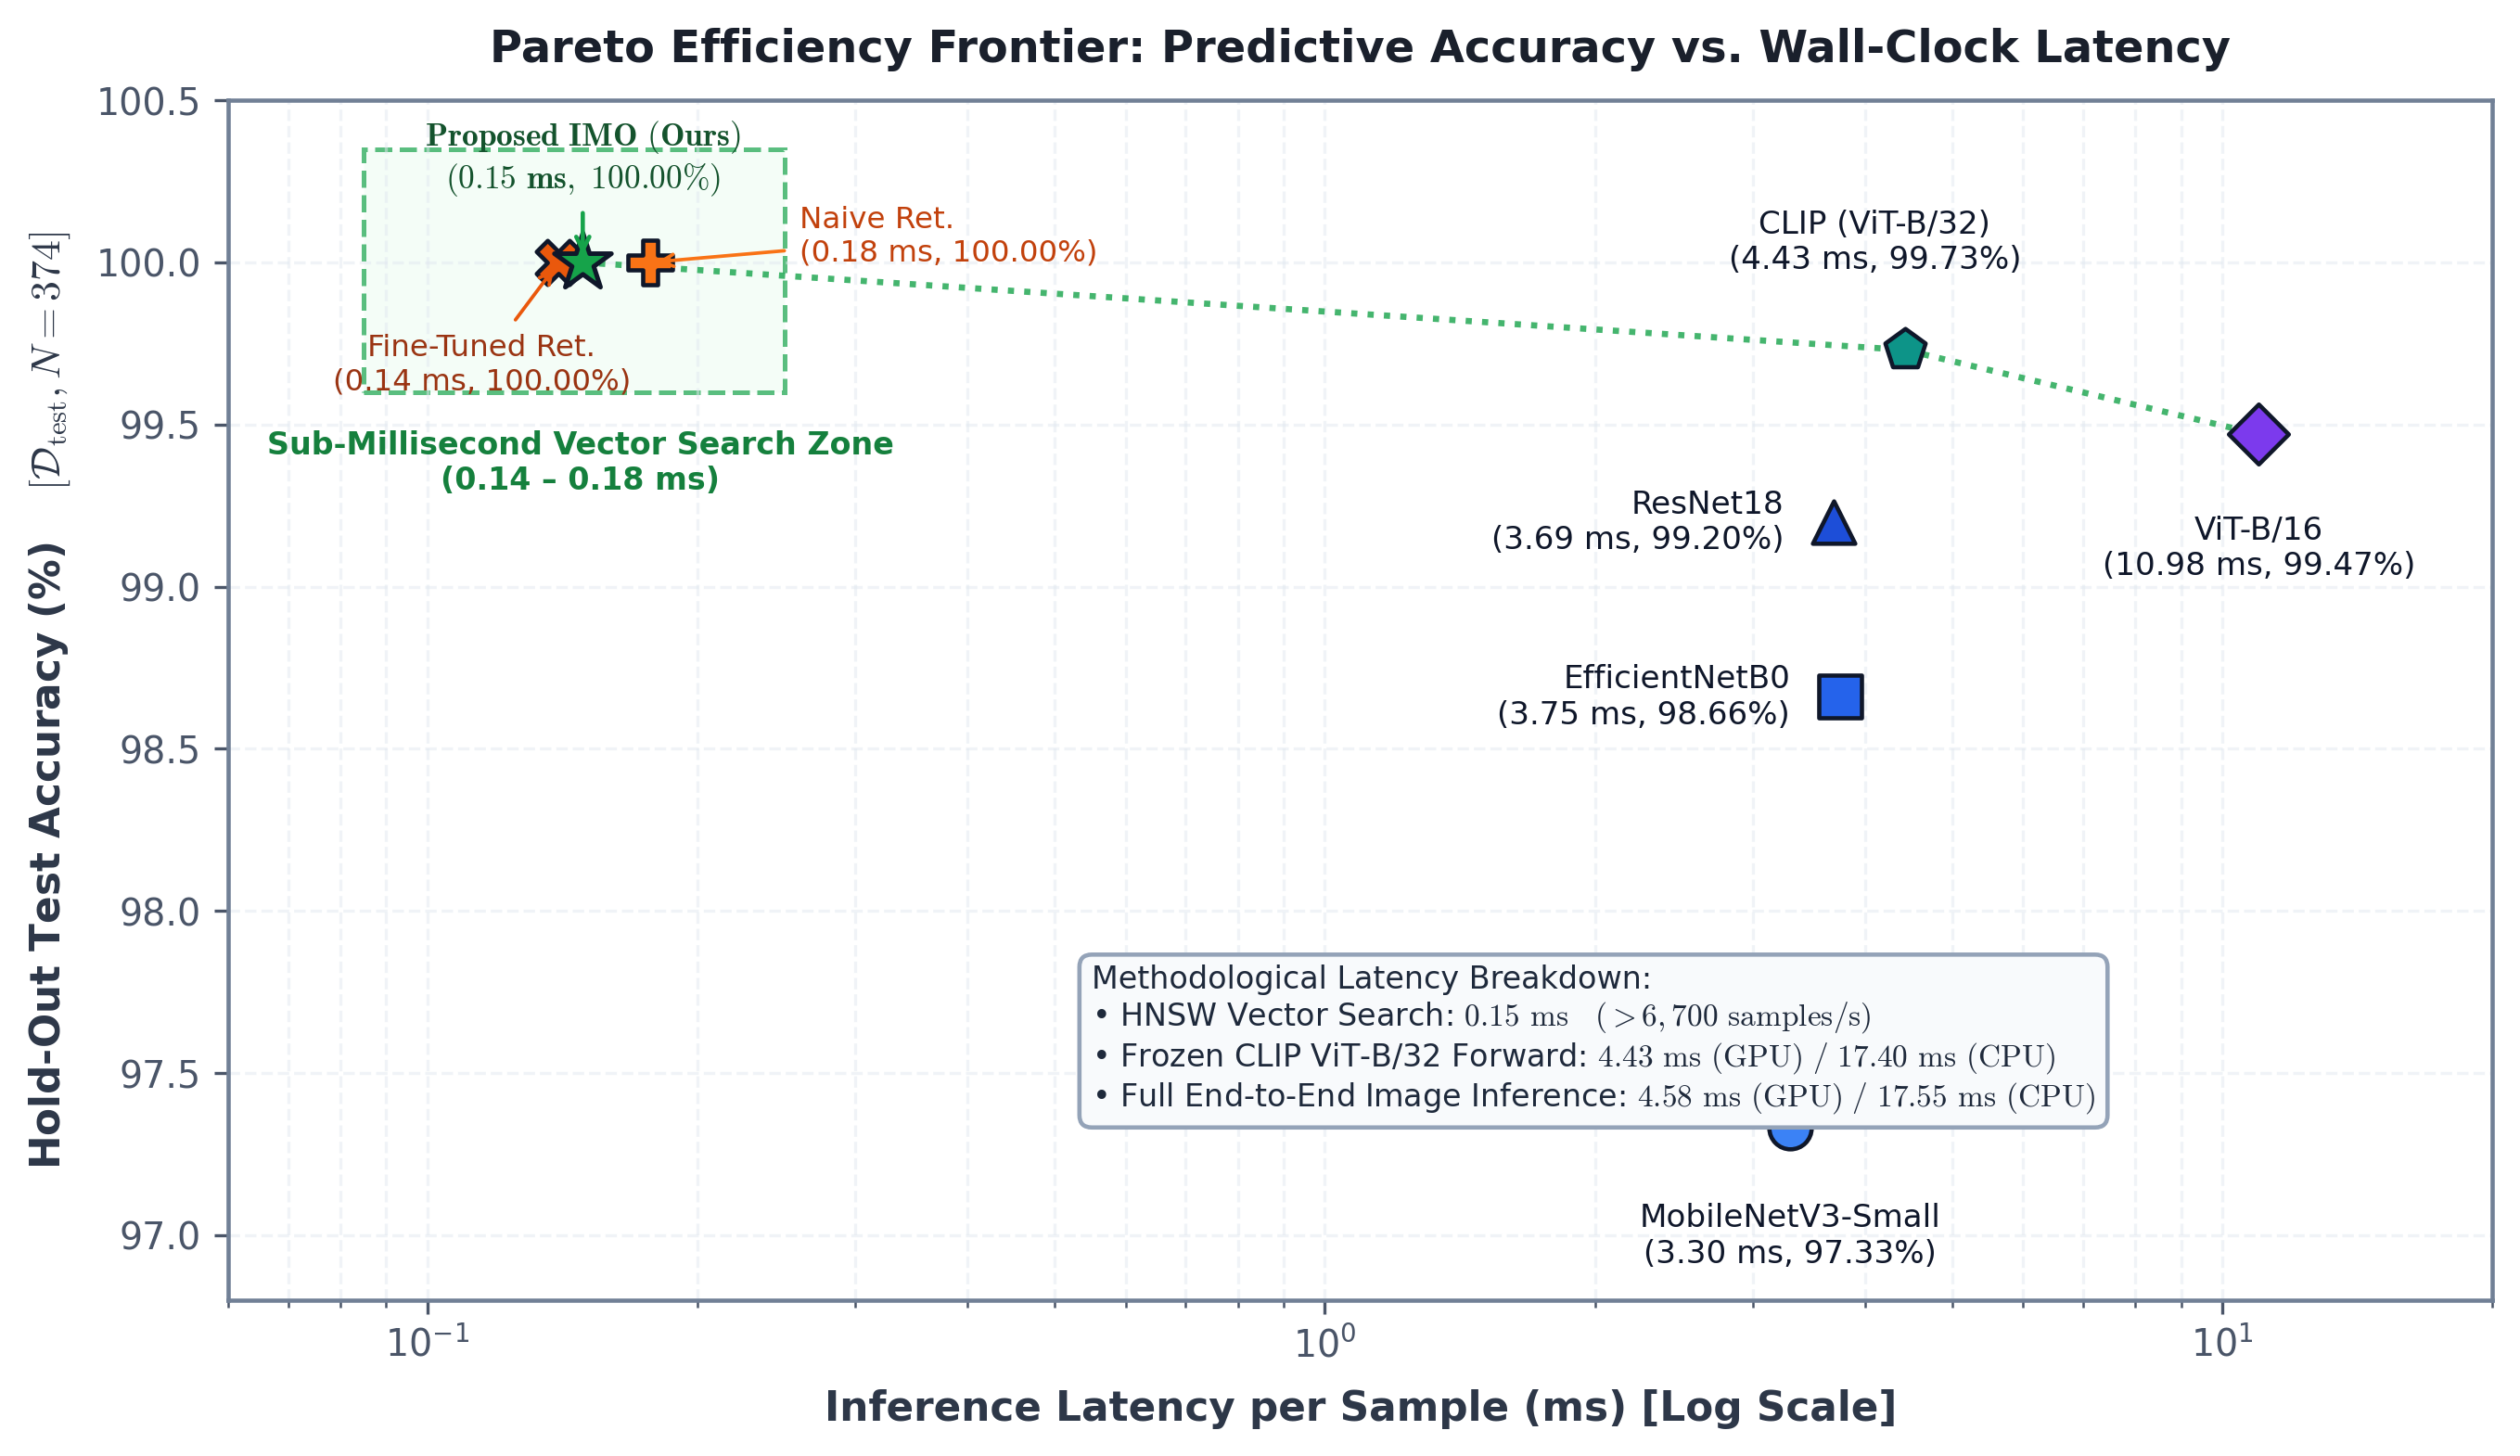 Pareto Efficiency Frontier: Predictive Accuracy vs. Wall-Clock Latency
Hold-Out Test Accuracy (%) [𝒟test, N = 374]
100.5
100.0
99.5
99.0
98.5
98.0
97.5
97.0
Proposed IMO (Ours)
(0.15 ms, 100.00%)
Naive Ret.
(0.18 ms, 100.00%)
Fine-Tuned Ret.
(0.14 ms, 100.00%)
Sub-Millisecond Vector Search Zone
(0.14 – 0.18 ms)
CLIP (ViT-B/32)
(4.43 ms, 99.73%)
ResNet18
(3.69 ms, 99.20%)
ViT-B/16
(10.98 ms, 99.47%)
EfficientNetB0
(3.75 ms, 98.66%)
Methodological Latency Breakdown:
• HNSW Vector Search: 0.15 ms (>6,700 samples/s)
• Frozen CLIP ViT-B/32 Forward: 4.43 ms (GPU) / 17.40 ms (CPU)
• Full End-to-End Image Inference: 4.58 ms (GPU) / 17.55 ms (CPU)
MobileNetV3-Small
(3.30 ms, 97.33%)
10⁻¹
10⁰
10¹
Inference Latency per Sample (ms) [Log Scale]